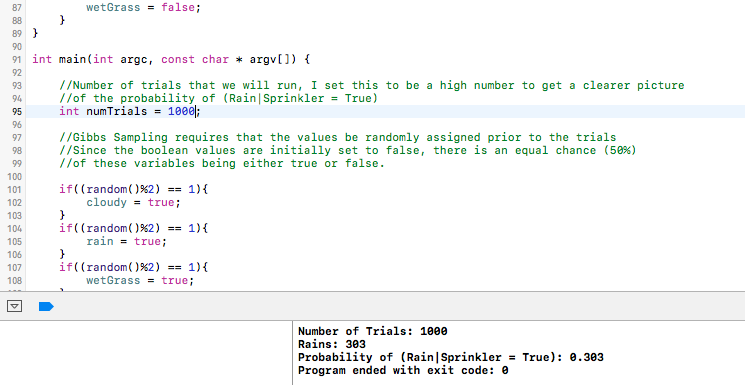 87 wetGrass = false;
88 }
89 }
90
91 int main(int argc, const char * argv[]) {
92
93 //Number of trials that we will run, I set this to be a high number to get a clearer picture
94 //of the probability of (Rain|Sprinkler = True)
95 int numTrials = 1000;
96
97 //Gibbs Sampling requires that the values be randomly assigned prior to the trials
98 //Since the boolean values are initially set to false, there is an equal chance (50%)
99 //of these variables being either true or false.
100
101 if((random()%2) == 1){
102 cloudy = true;
103 }
104 if((random()%2) == 1){
105 rain = true;
106 }
107 if((random()%2) == 1){
108 wetGrass = true;
Number of Trials: 1000
Rains: 303
Probability of (Rain|Sprinkler = True): 0.303
Program ended with exit code: 0